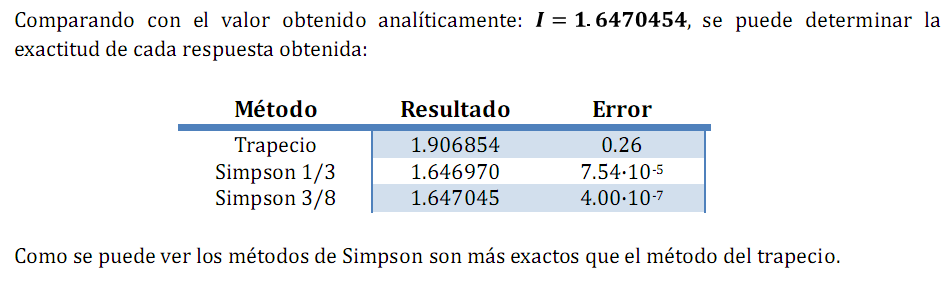 Comparando con el valor obtenido analíticamente: I = 1.6470454, se puede determinar la
exactitud de cada respuesta obtenida:
Método Resultado Error
Trapecio 1.906854 0.26
Simpson 1/3 1.646970 7.54·10⁻⁵
Simpson 3/8 1.647045 4.00·10⁻⁷
Como se puede ver los métodos de Simpson son más exactos que el método del trapecio.